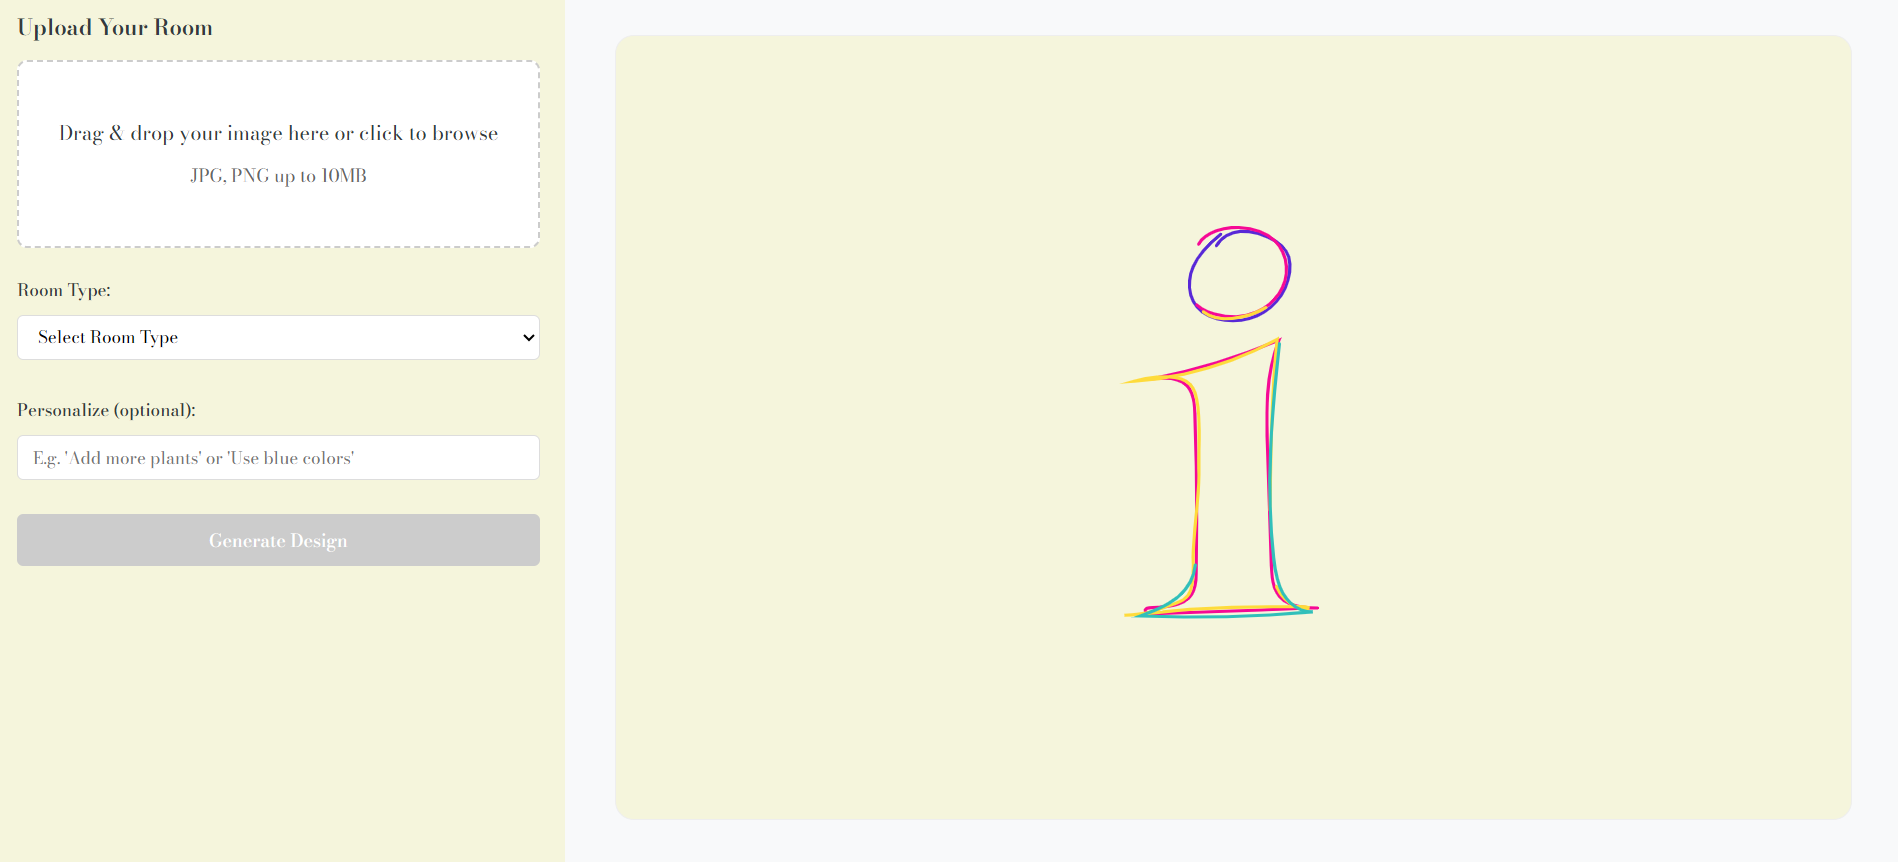 Upload Your Room
Drag & drop your image here or click to browse
JPG, PNG up to 10MB
Room Type:
Select Room Type
Personalize (optional):
E.g. 'Add more plants' or 'Use blue colors'
Generate Design
i